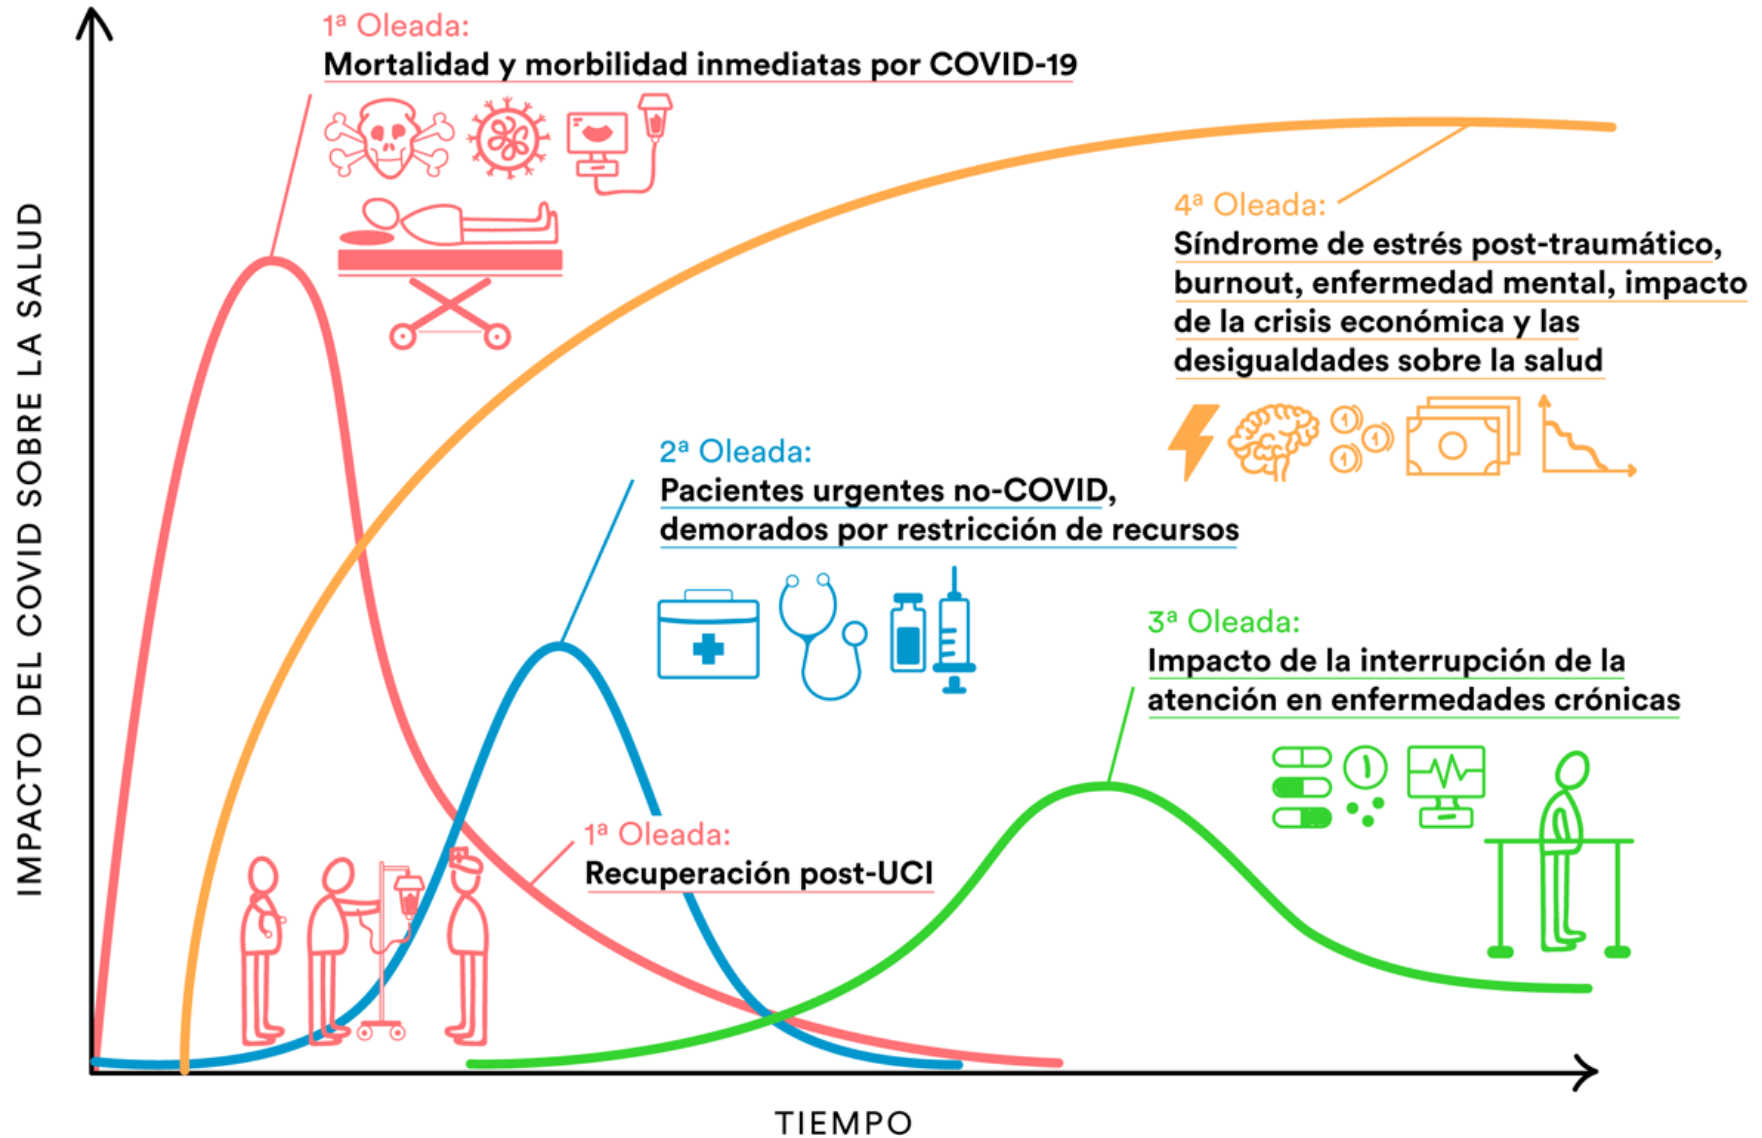 1ª Oleada:
Mortalidad y morbilidad inmediatas por COVID-19
4ª Oleada:
Síndrome de estrés post-traumático,
burnout, enfermedad mental, impacto
de la crisis económica y las
desigualdades sobre la salud
1
1
1
2ª Oleada:
Pacientes urgentes no-COVID,
demorados por restricción de recursos
3ª Oleada:
Impacto de la interrupción de la
atención en enfermedades crónicas
1ª Oleada:
Recuperación post-UCI
IMPACTO DEL COVID SOBRE LA SALUD
TIEMPO